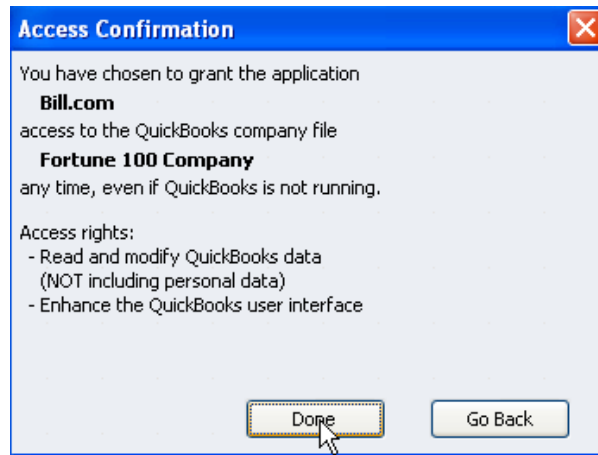 Access Confirmation
You have chosen to grant the application
Bill.com
access to the QuickBooks company file
Fortune 100 Company
any time, even if QuickBooks is not running.
Access rights:
- Read and modify QuickBooks data
(NOT including personal data)
- Enhance the QuickBooks user interface
Done
Go Back